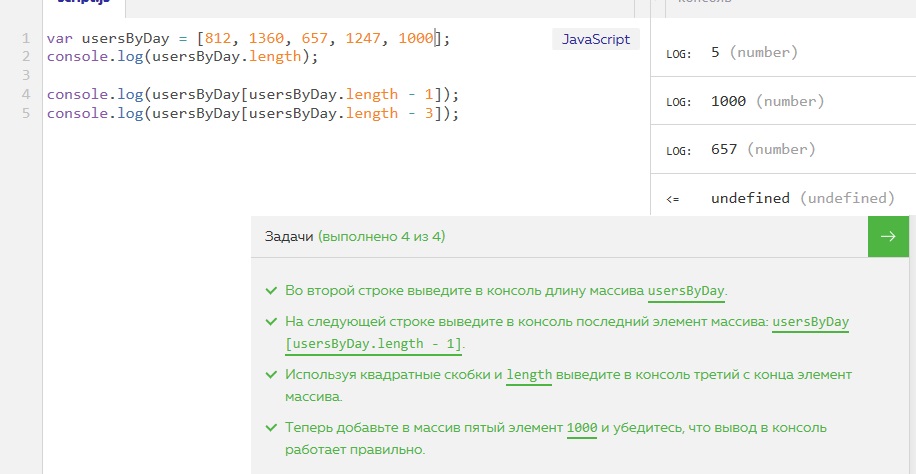 script.js
консоль
1 var usersByDay = [812, 1360, 657, 1247, 1000];
JavaScript
2 console.log(usersByDay.length);
3
4 console.log(usersByDay[usersByDay.length - 1]);
5 console.log(usersByDay[usersByDay.length - 3]);
LOG: 5 (number)
LOG: 1000 (number)
LOG: 657 (number)
<= undefined (undefined)
Задачи (выполнено 4 из 4)
Во второй строке выведите в консоль длину массива usersByDay.
На следующей строке выведите в консоль последний элемент массива: usersByDay
[usersByDay.length - 1].
Используя квадратные скобки и length выведите в консоль третий с конца элемент
массива.
Теперь добавьте в массив пятый элемент 1000 и убедитесь, что вывод в консоль
работает правильно.